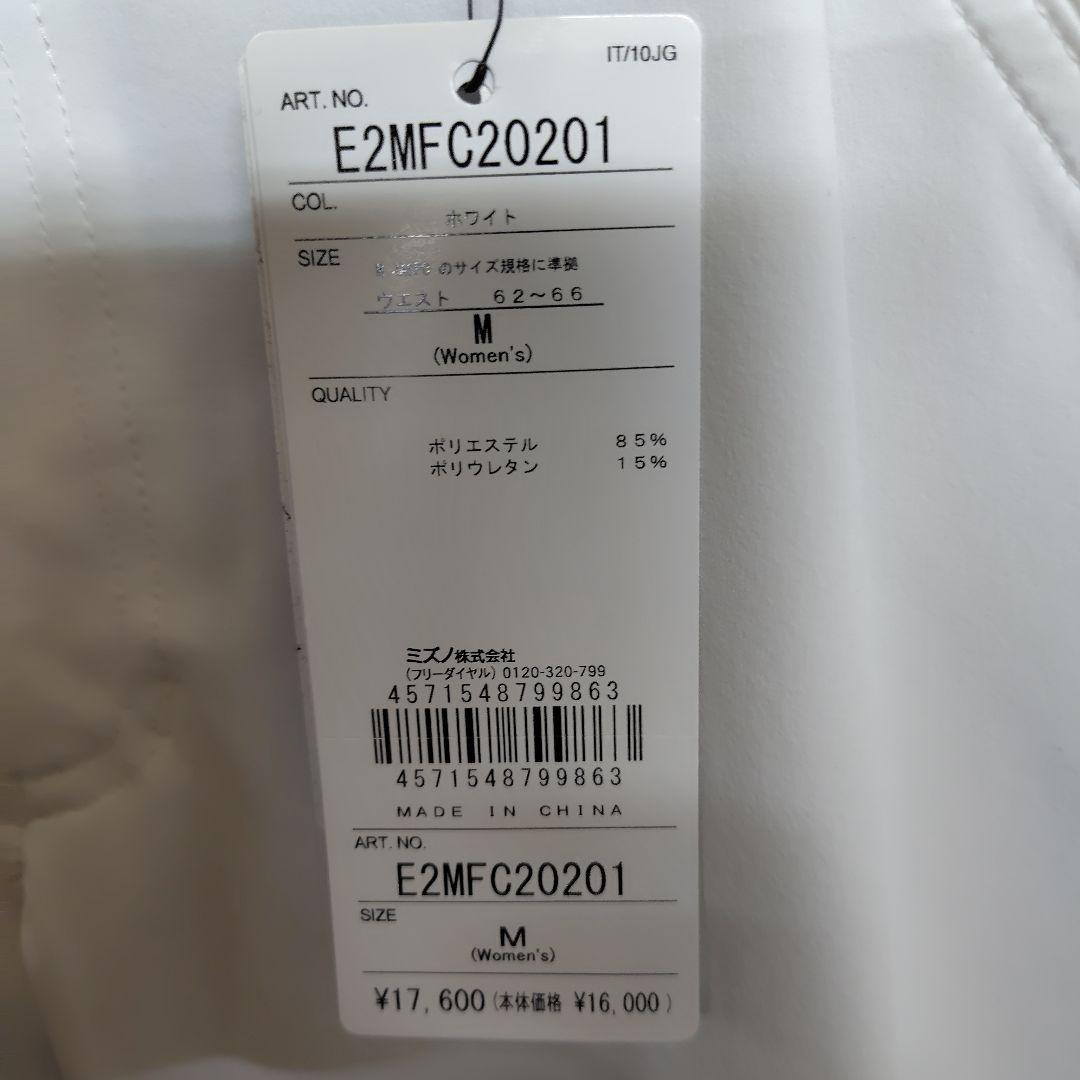 IT/10JG
ART. NO.
E2MFC20201
COL.
ホワイト
SIZE
のサイズ規格に準拠
ウエスト 62~66
M
(Women's)
QUALITY
ポリエステル 85%
ポリウレタン 15%
ミズノ株式会社
(フリーダイヤル) 0120-320-799
4571548799863
4571548799863
MADE IN CHINA
ART. NO.
E2MFC20201
SIZE
M
(Women's)
¥17,600 (本体価格 ¥16,000)